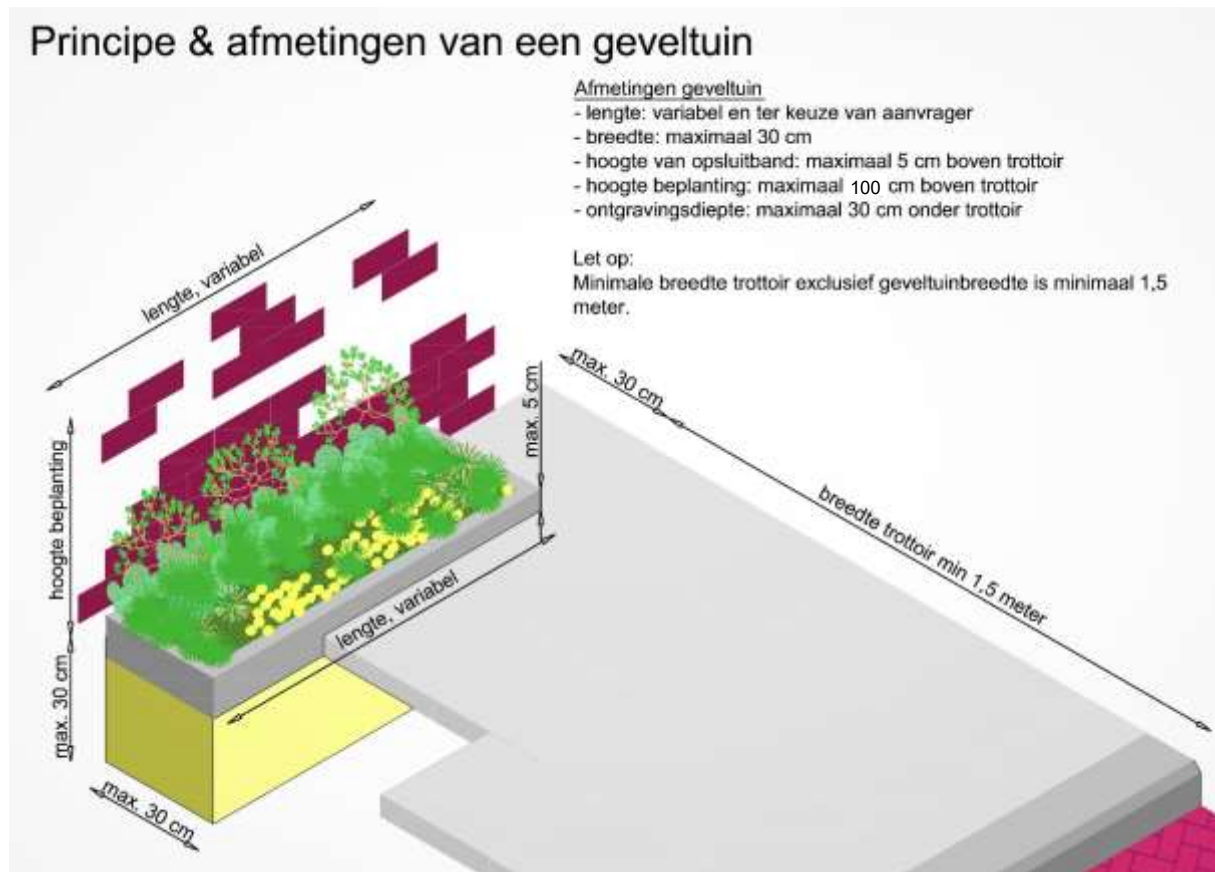 Principe & afmetingen van een geveltuin
Afmetingen geveltuin
- lengte: variabel en ter keuze van aanvrager
- breedte: maximaal 30 cm
- hoogte van opsluitband: maximaal 5 cm boven trottoir
- hoogte beplanting: maximaal 100 cm boven trottoir
- ontgravingsdiepte: maximaal 30 cm onder trottoir
Let op:
Minimale breedte trottoir exclusief geveltuinbreedte is minimaal 1,5
meter.
lengte, variabel
max. 30 cm
max. 5 cm
breedte trottoir min 1,5 meter
hoogte beplanting
lengte, variabel
max. 30 cm
max. 30 cm